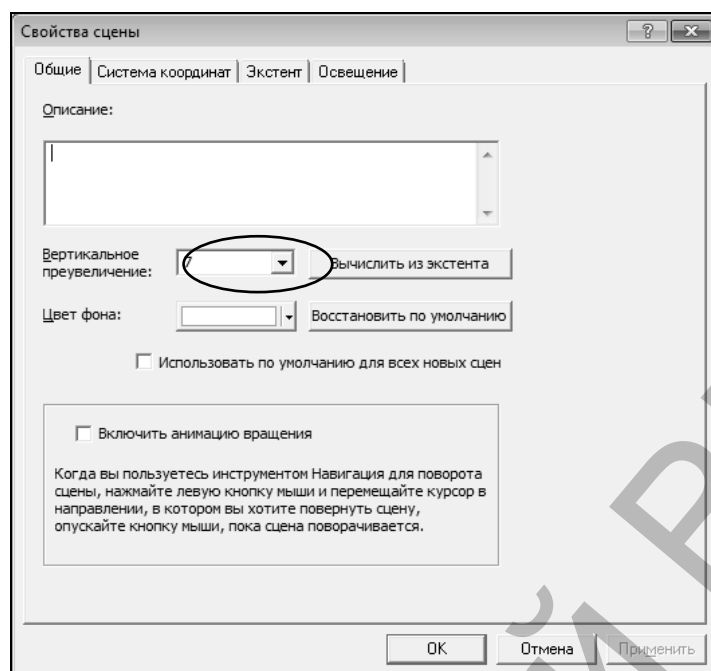 Свойства сцены
Общие
Система координат
Экстент
Освещение
Описание:
Вертикальное
преувеличение:
7
Вычислить из экстента
Цвет фона:
Восстановить по умолчанию
Использовать по умолчанию для всех новых сцен
Включить анимацию вращения
Когда вы пользуетесь инструментом Навигация для поворота
сцены, нажмайте левую кнопку мыши и перемещайте курсор в
направлении, в котором вы хотите повернуть сцену,
опускайте кнопку мыши, пока сцена поворачивается.
OK
Отмена
Применить